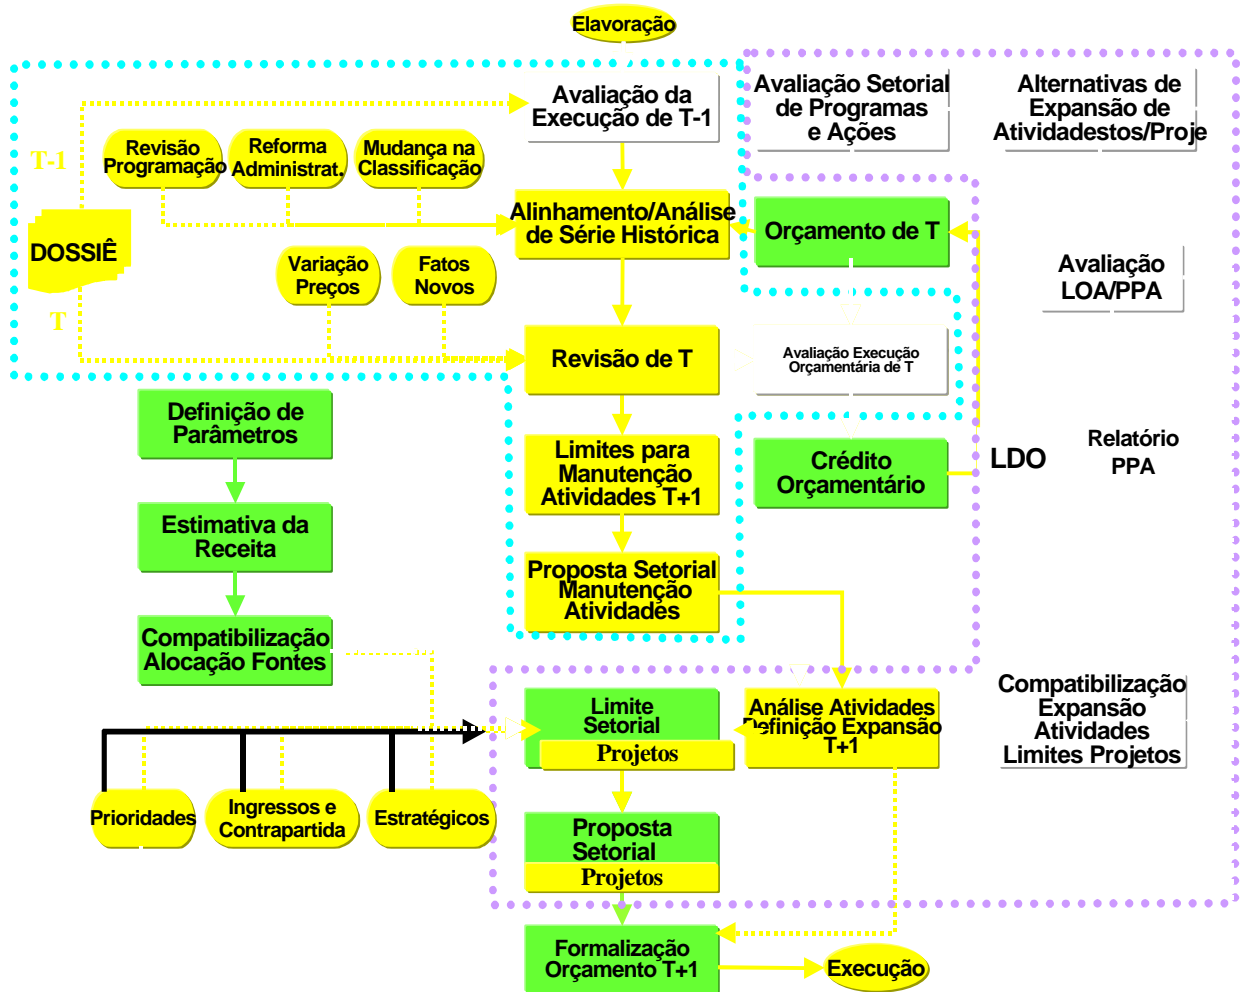 Elavoração
Avaliação da
Execução de T-1
Avaliação Setorial
de Programas
e Ações
Alternativas de
Expansão de
Atividadestos/Proje
T-1
Revisão
Programação
Reforma
Administrat.
Mudança na
Classificação
Alinhamento/Análise
de Série Histórica
Orçamento de T
DOSSIÊ
Variação
Preços
Fatos
Novos
Avaliação
LOA/PPA
T
Revisão de T
Avaliação Execução
Orçamentária de T
Definição de
Parâmetros
Limites para
Manutenção
Atividades T+1
Crédito
Orçamentário
LDO
Relatório
PPA
Estimativa da
Receita
Proposta Setorial
Manutenção
Atividades
Compatibilização
Alocação Fontes
Limite
Setorial
Projetos
Análise Atividades
Definição Expansão
T+1
Compatibilização
Expansão
Atividades
Limites Projetos
Prioridades
Ingressos e
Contrapartida
Estratégicos
Proposta
Setorial
Projetos
Formalização
Orçamento T+1
Execução